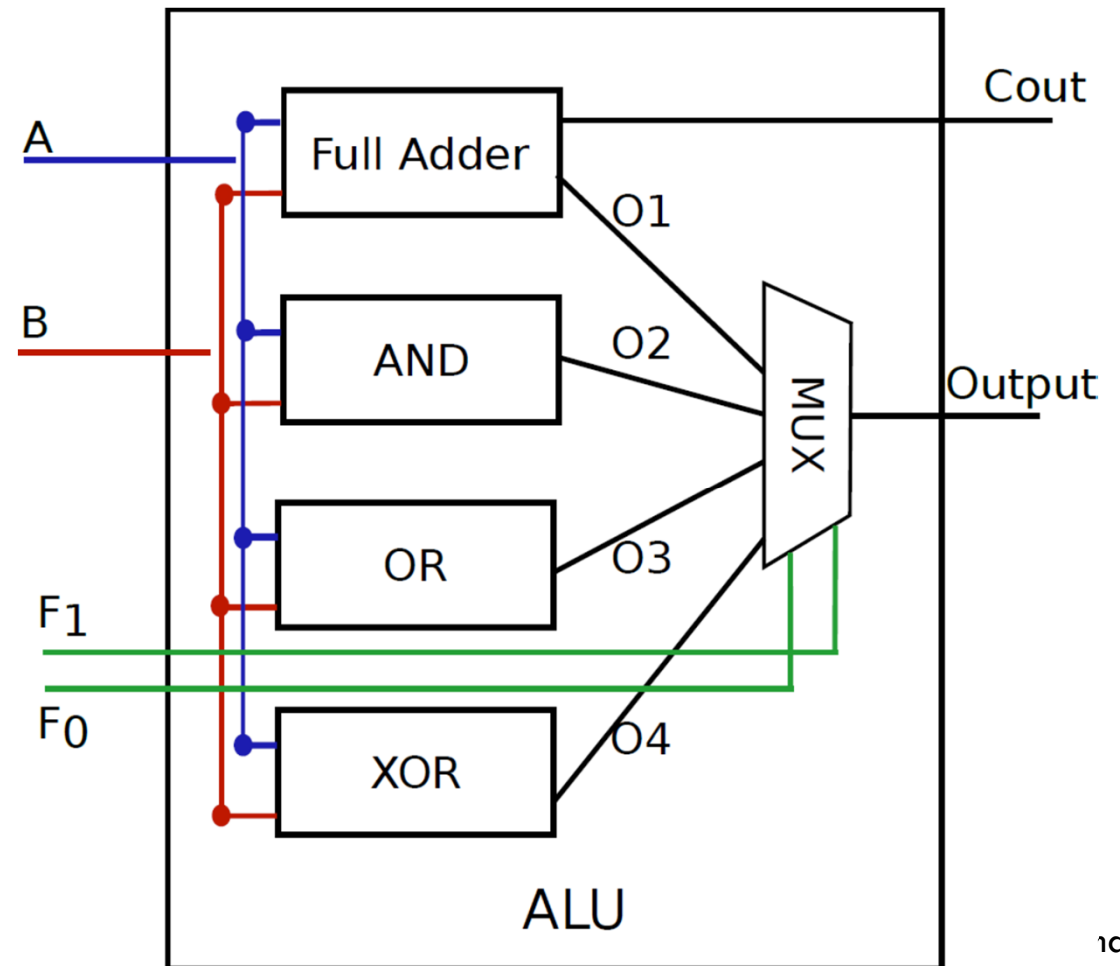 Cout
A
Full Adder
O1
B
O2
AND
MUX
Output
OR
O3
F1
F0
O4
XOR
ALU